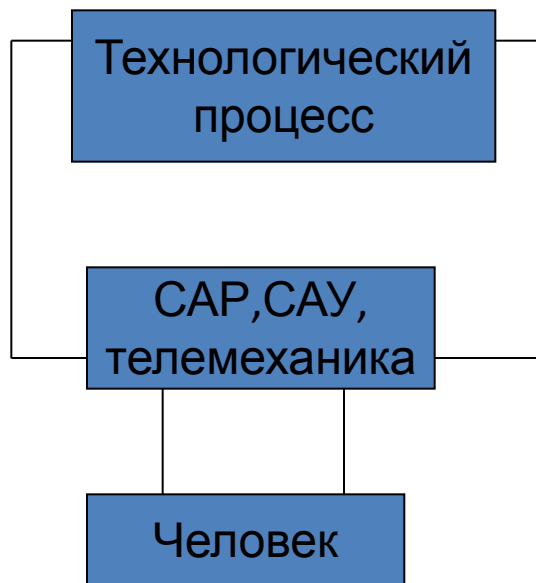 Технологический
процесс
САР,САУ,
телемеханика
Человек